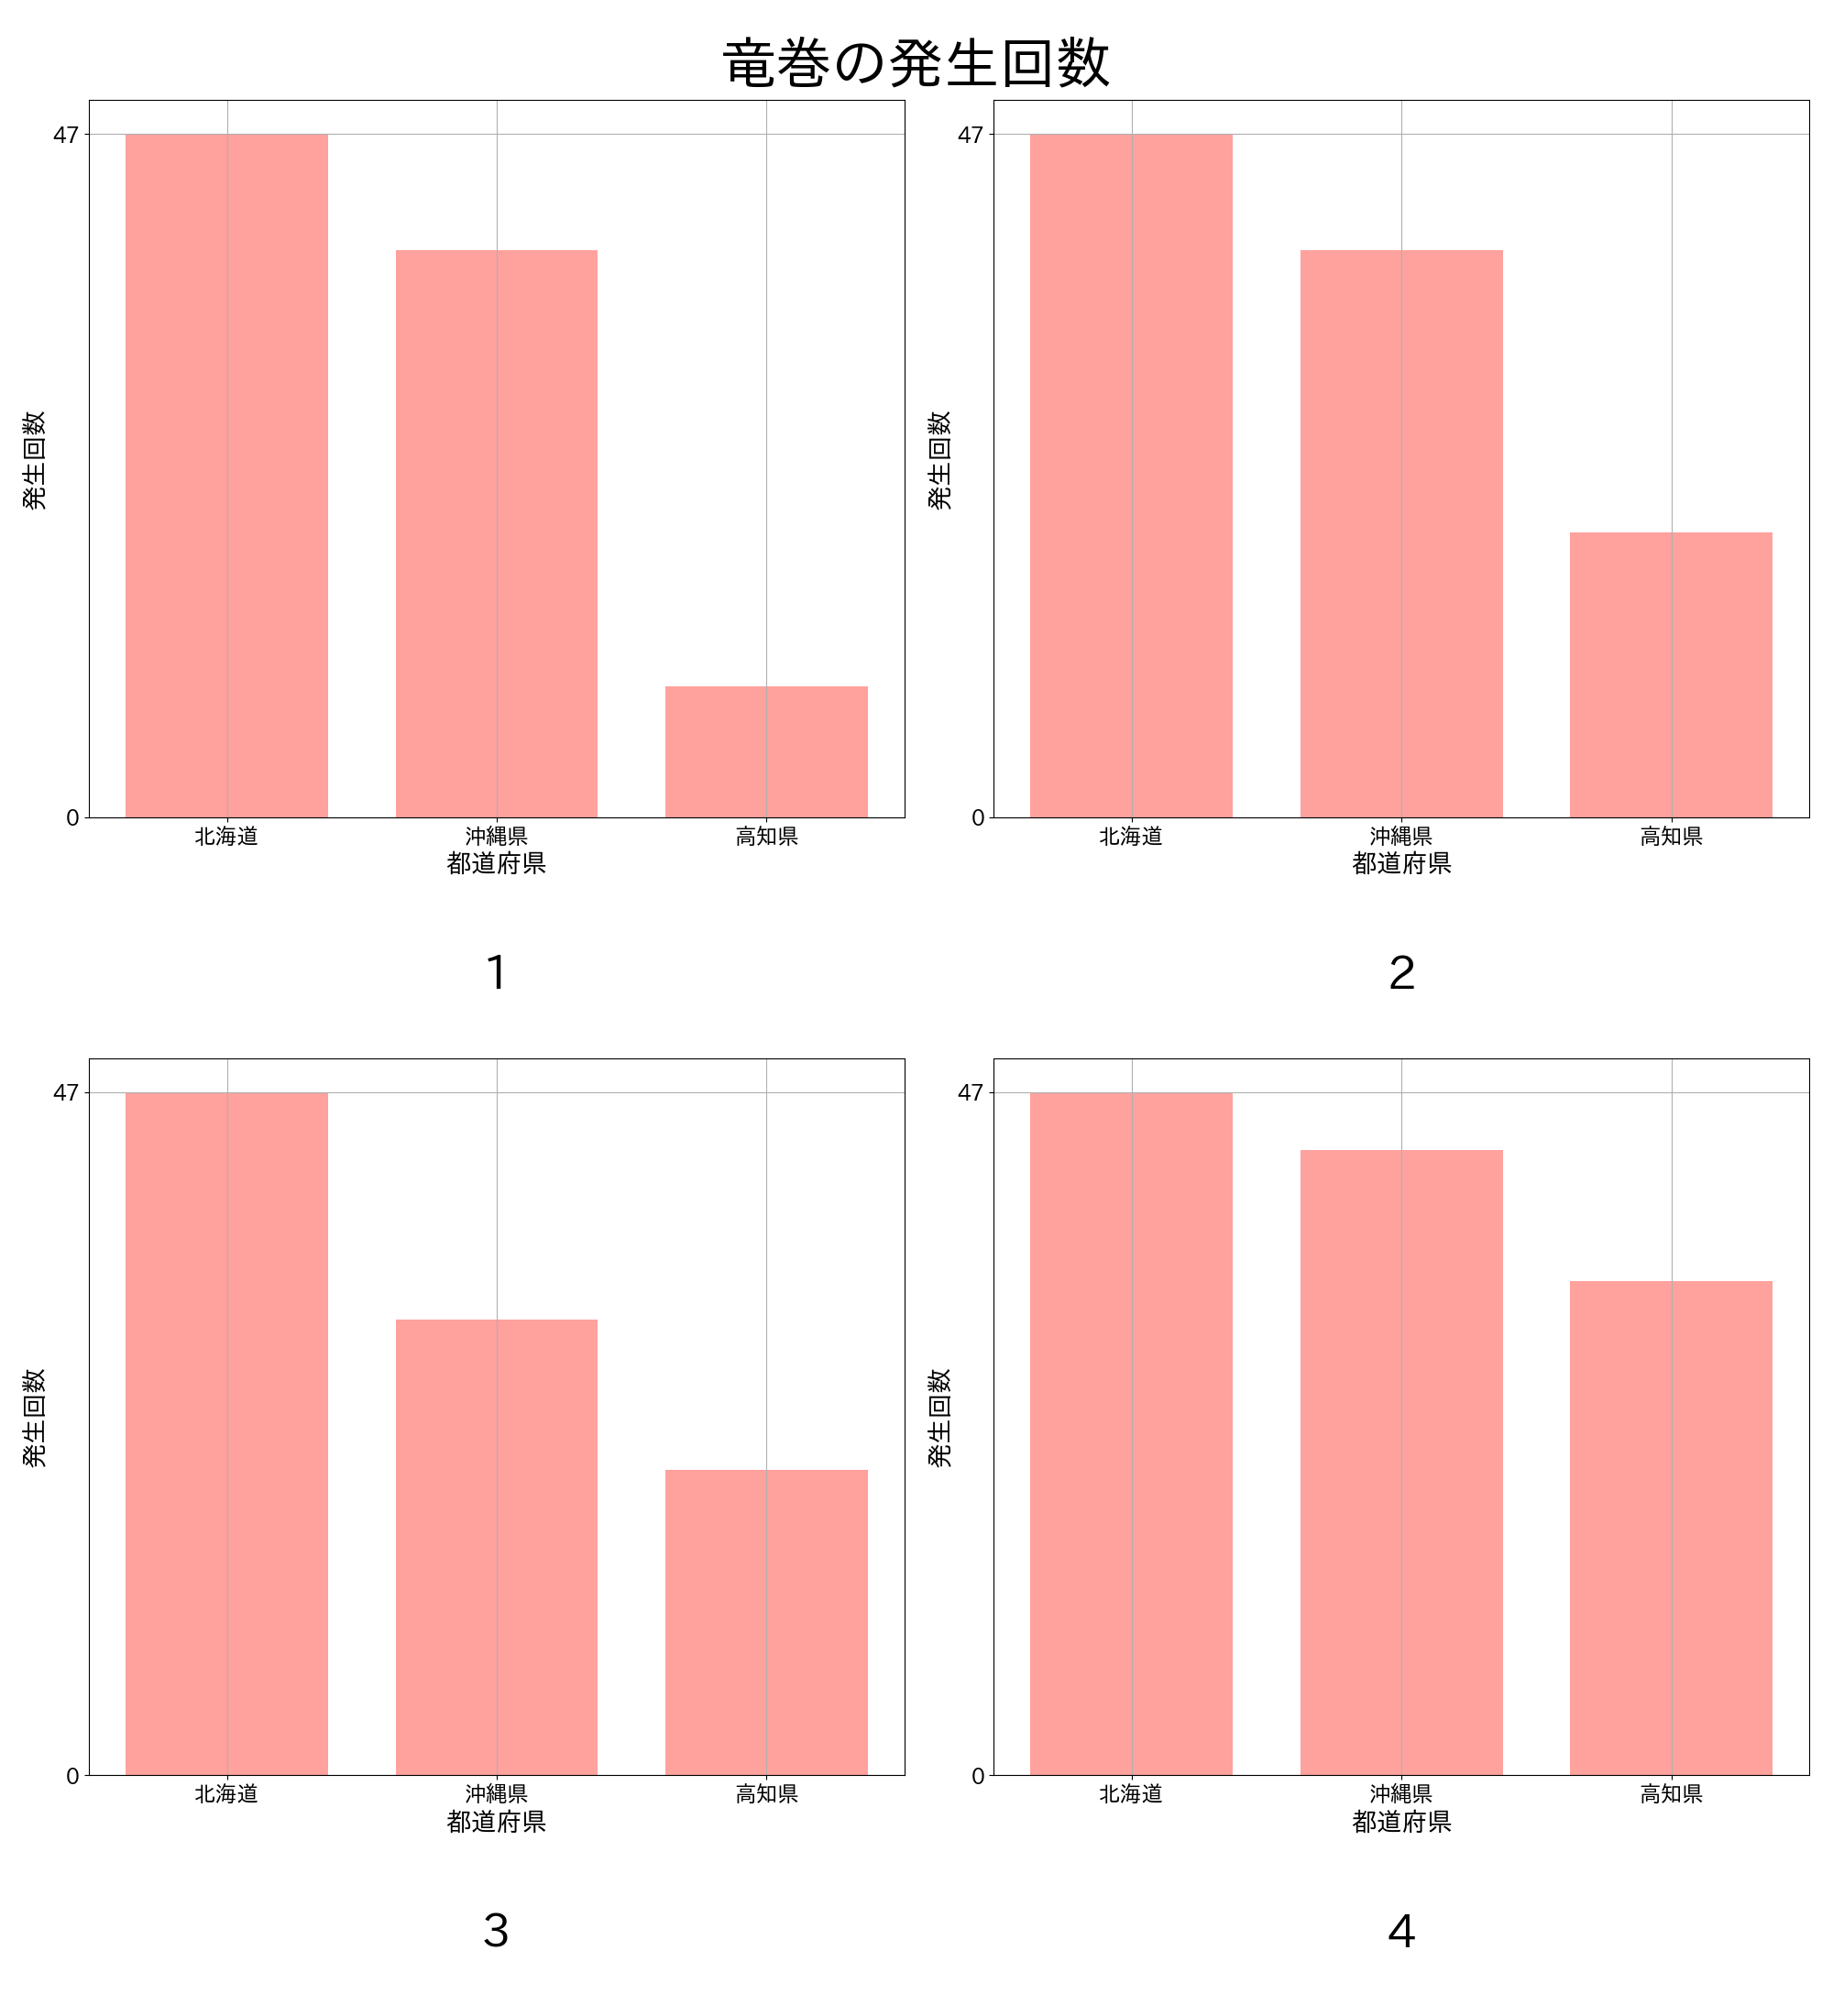 竜巻の発生回数
47
発生回数
0
北海道 沖縄県 高知県
都道府県
1
47
発生回数
0
北海道 沖縄県 高知県
都道府県
2
47
発生回数
0
北海道 沖縄県 高知県
都道府県
3
47
発生回数
0
北海道 沖縄県 高知県
都道府県
4